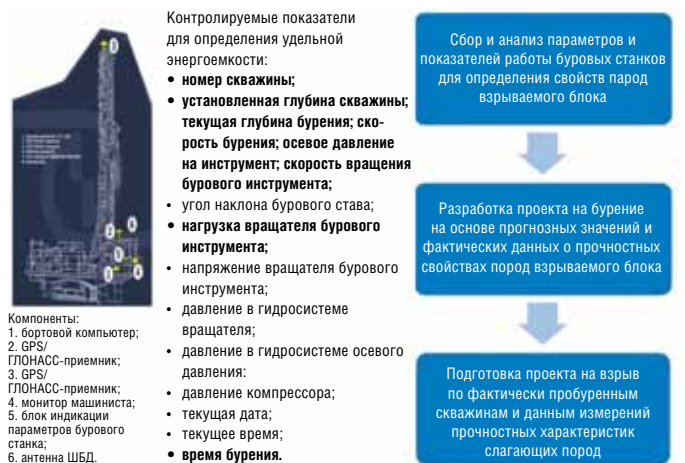 Контролируемые показатели
для определения удельной
энергоемкости:
• номер скважины;
• установленная глубина скважины;
текущая глубина бурения; ско-
рость бурения; осевое давление
на инструмент; скорость вращения
бурового инструмента;
• угол наклона бурового става;
• нагрузка вращателя бурового
инструмента;
• напряжение вращателя бурового
инструмента;
• давление в гидросистеме
вращателя;
• давление в гидросистеме осевого
давления:
• давление компрессора;
• текущая дата;
• текущее время;
• время бурения.
Компоненты:
1. бортовой компьютер;
2. GPS/
ГЛОНАСС-приемник;
3. GPS/
ГЛОНАСС-приемник;
4. монитор машиниста;
5. блок индикации
параметров бурового
станка;
6. антенна ШБД.
Сбор и анализ параметров и
показателей работы буровых станков
для определения свойств парод
взрываемого блока
Разработка проекта на бурение
на основе прогнозных значений и
фактических данных о прочностных
свойствах пород взрываемого блока
Подготовка проекта на взрыв
по фактически пробуренным
скважинам и данным измерений
прочностных характеристик
слагающих пород